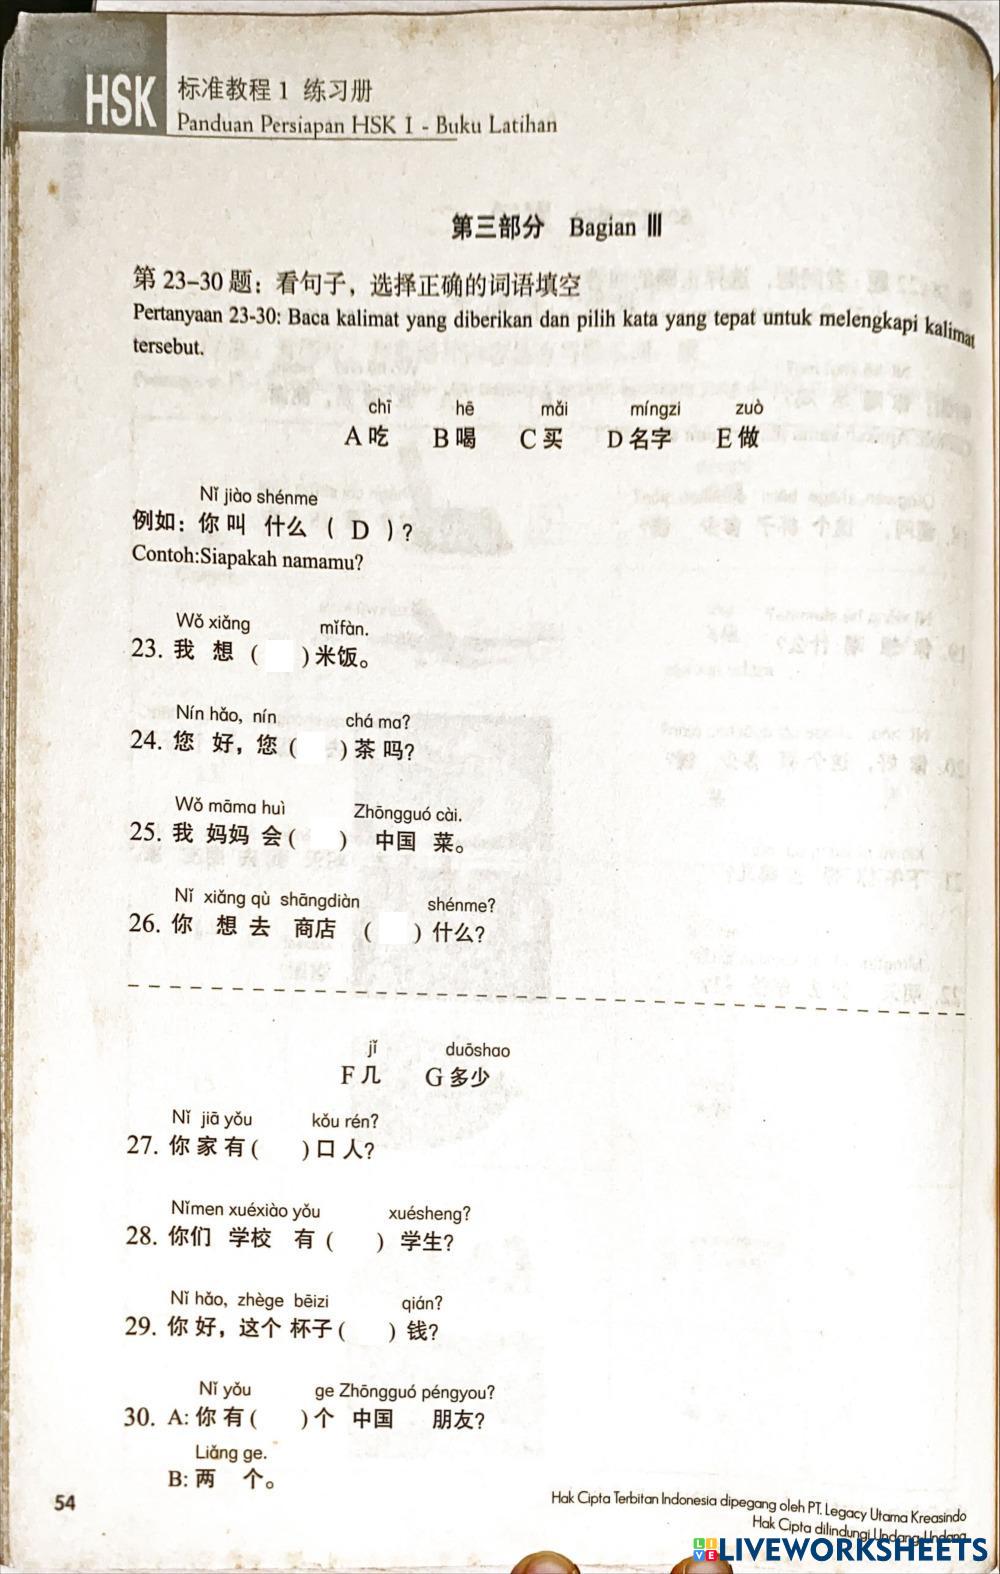 HSK 标准教程 1 练习册
Panduan Persiapan HSK 1 - Buku Latihan
第三部分 Bagian Ⅲ
第 23-30 题：看句子，选择正确的词语填空
Pertanyaan 23-30: Baca kalimat yang diberikan dan pilih kata yang tepat untuk melengkapi kalimat
tersebut.
chī hē mǎi míngzi zuò
A 吃 B 喝 C 买 D 名字 E 做
Nǐ jiào shénme
例如：你 叫 什么 ( D )？
Contoh:Siapakah namamu?
Wǒ xiǎng mǐfàn.
23. 我 想 ( )米饭。
Nín hǎo, nín chá ma?
24. 您 好，您 ( )茶 吗？
Wǒ māma huì Zhōngguó cài.
25. 我 妈妈 会 ( ) 中国 菜。
Nǐ xiǎng qù shāngdiàn shénme?
26. 你 想 去 商店 ( ) 什么？
jǐ duōshao
F 几 G 多少
Nǐ jiā yǒu kǒu rén?
27. 你 家 有 ( )口 人？
Nǐmen xuéxiào yǒu xuésheng?
28. 你们 学校 有 ( ) 学生？
Nǐ hǎo, zhège bēizi qián?
29. 你 好，这个 杯子 ( ) 钱？
Nǐ yǒu ge Zhōngguó péngyou?
30. A: 你 有 ( )个 中国 朋友？
Liǎng ge.
B: 两 个。
54
Hak Cipta Terbitan Indonesia dipegang oleh PT. Legacy Utama Kreasindo
Hak Cipta dilindungi Undang-Undang
LIVE LIVEWORKSHEETS